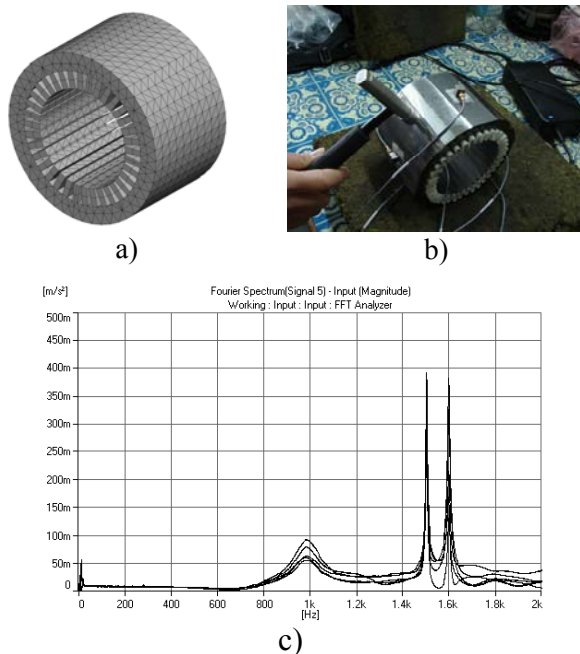 a)
b)
[m/s²]
Fourier Spectrum(Signal 5) - Input (Magnitude)
Working : Input : Input : FFT Analyzer
500m
450m
400m
350m
300m
250m
200m
150m
100m
50m
0
0 200 400 600 800 1k 1.2k 1.4k 1.6k 1.8k 2k
[Hz]
c)